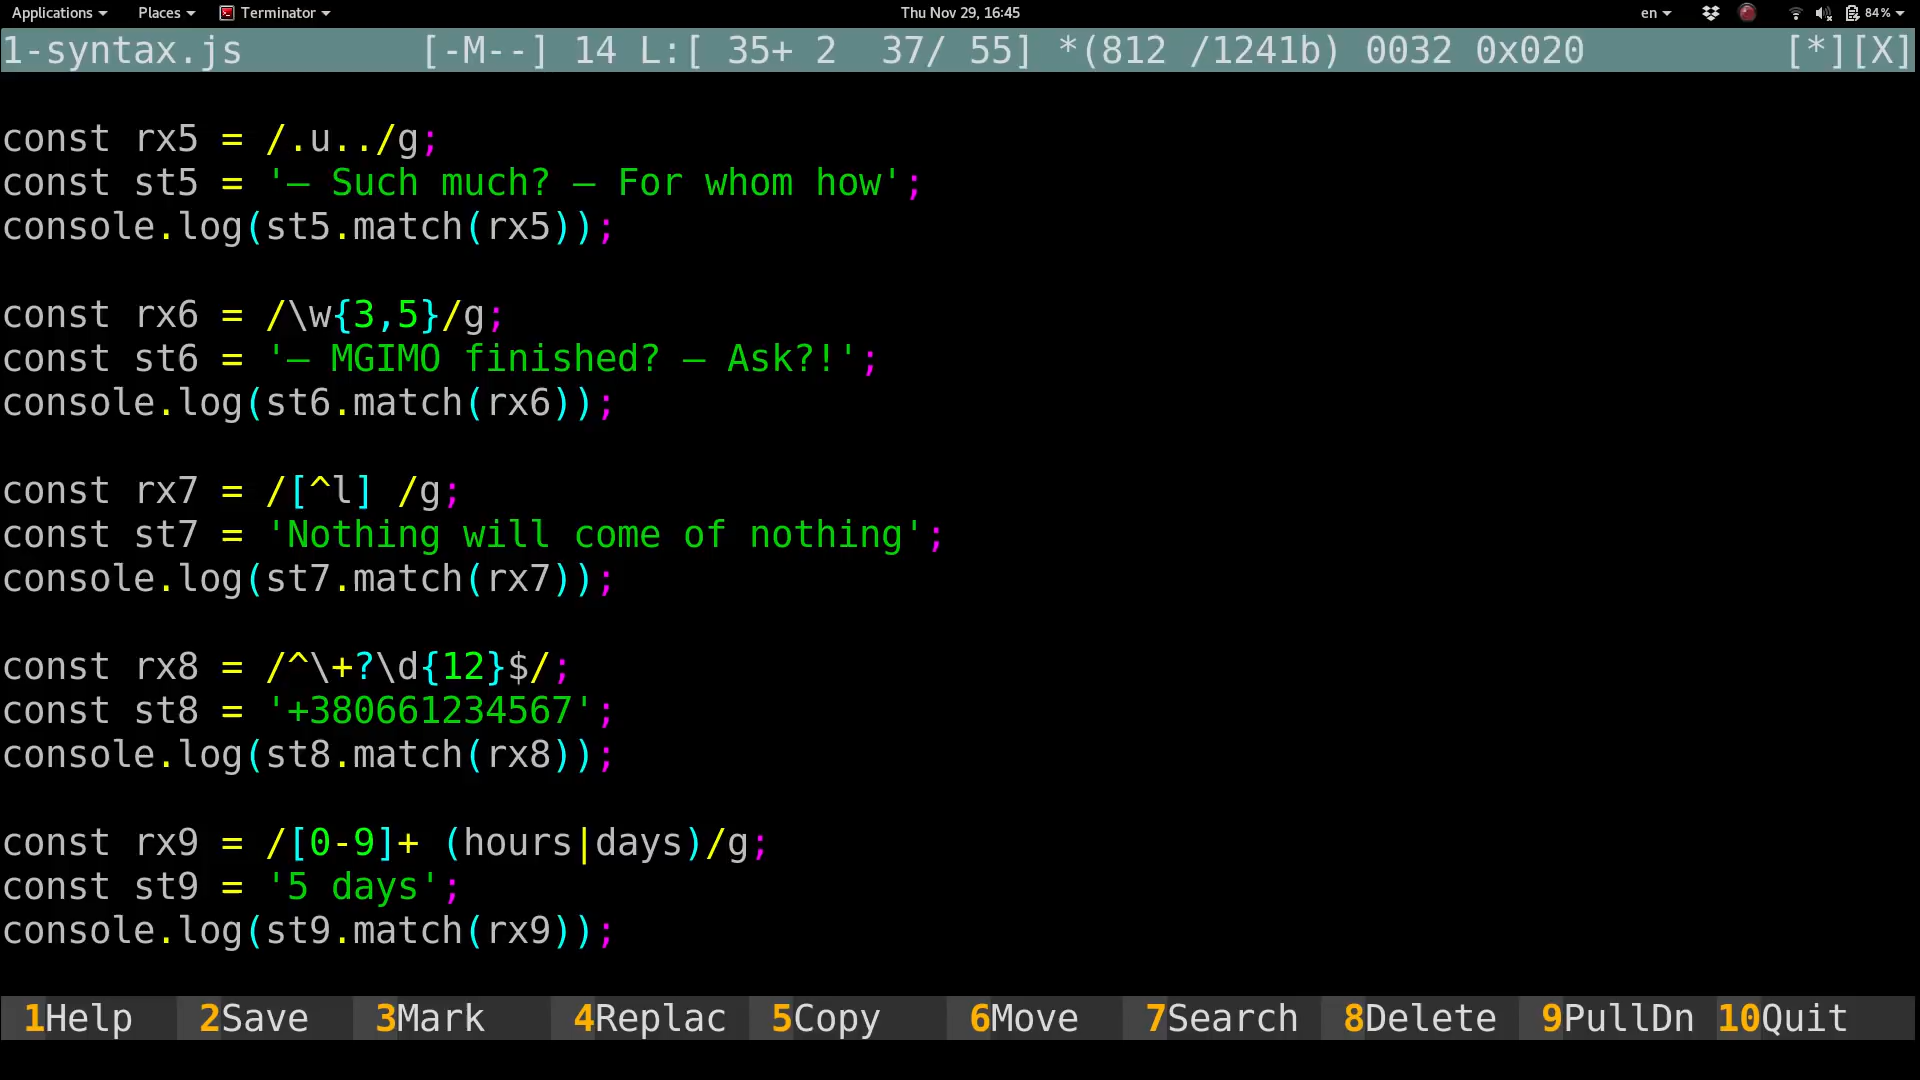 Applications Places Terminator Thu Nov 29, 16:45 en 84%
1-syntax.js [-M--] 14 L:[ 35+ 2 37/ 55] *(812 /1241b) 0032 0x020 [*][X]
const rx5 = /.u../g;
const st5 = '— Such much? — For whom how';
console.log(st5.match(rx5));
const rx6 = /\w{3,5}/g;
const st6 = '— MGIMO finished? — Ask?!';
console.log(st6.match(rx6));
const rx7 = /[^l] /g;
const st7 = 'Nothing will come of nothing';
console.log(st7.match(rx7));
const rx8 = /^\+?\d{12}$/;
const st8 = '+380661234567';
console.log(st8.match(rx8));
const rx9 = /[0-9]+ (hours|days)/g;
const st9 = '5 days';
console.log(st9.match(rx9));
1Help 2Save 3Mark 4Replac 5Copy 6Move 7Search 8Delete 9PullDn 10Quit